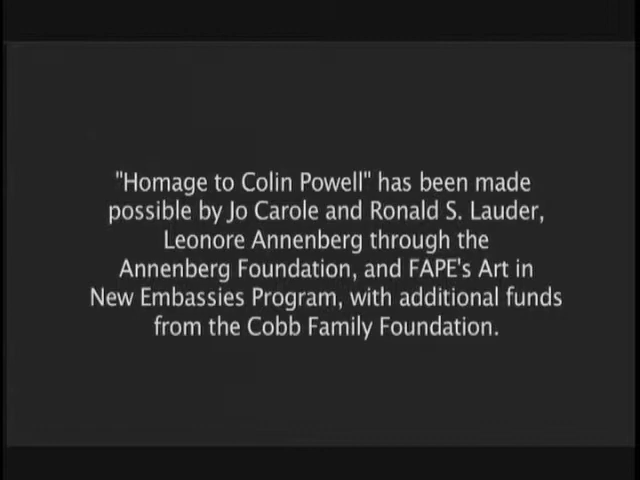 "Homage to Colin Powell" has been made
possible by Jo Carole and Ronald S. Lauder,
Leonore Annenberg through the
Annenberg Foundation, and FAPE's Art in
New Embassies Program, with additional funds
from the Cobb Family Foundation.